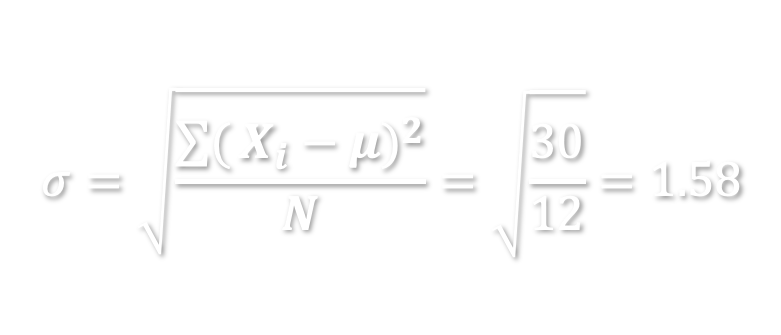 σ = √(∑( Xᵢ − μ)² / N) = √(30 / 12) = 1.58